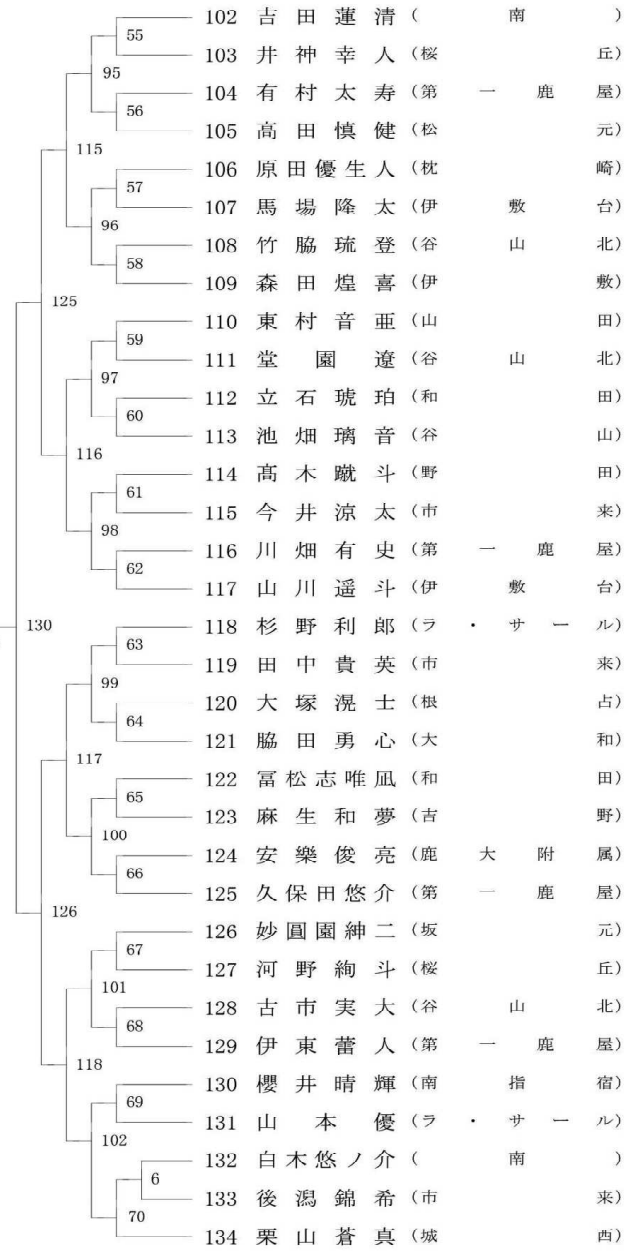 102 吉田蓮清（南）
55
103 井神幸人（桜丘）
95
104 有村太寿（第一鹿屋）
56
105 高田慎健（松元）
115
106 原田優生人（枕崎）
57
107 馬場隆太（伊敷台）
96
108 竹脇琉登（谷山北）
58
109 森田煌喜（伊敷）
125
110 東村音亜（山田）
59
111 堂園遼（谷山北）
97
112 立石琥珀（和田）
60
113 池畑璃音（谷山）
116
114 髙木蹴斗（野田）
61
115 今井涼太（市来）
98
116 川畑有史（第一鹿屋）
62
117 山川遥斗（伊敷台）
130
118 杉野利郎（ラ・サール）
63
119 田中貴英（市来）
99
120 大塚滉士（根占）
64
121 脇田勇心（大和）
117
122 冨松志唯凪（和田）
65
123 麻生和夢（吉野）
100
124 安樂俊亮（鹿大附属）
66
125 久保田悠介（第一鹿屋）
126
126 妙圓園紳二（坂元）
67
127 河野絢斗（桜丘）
101
128 古市実大（谷山北）
68
129 伊東蕾人（第一鹿屋）
118
130 櫻井晴輝（南指宿）
69
131 山本優（ラ・サール）
102
132 白木悠ノ介（南）
6
133 後潟錦希（市来）
70
134 栗山蒼真（城西）